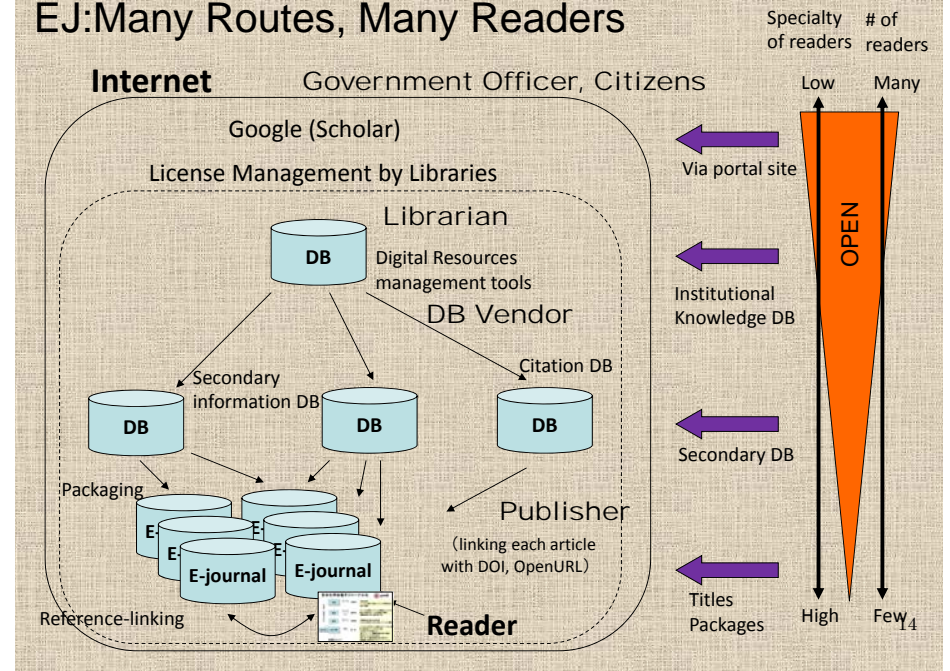 EJ:Many Routes, Many Readers
Specialty
of readers
# of
readers
Internet
Government Officer, Citizens
Low
Many
Google (Scholar)
Via portal site
License Management by Libraries
OPEN
Librarian
DB
Digital Resources
management tools
Institutional
Knowledge DB
DB Vendor
Citation DB
Secondary
information DB
DB
DB
DB
Secondary DB
Packaging
Publisher
E-
E-
E-
E-
(linking each article
with DOI, OpenURL)
E-journal
E-journal
Titles
Packages
Reference-linking
Reader
High
Few
14